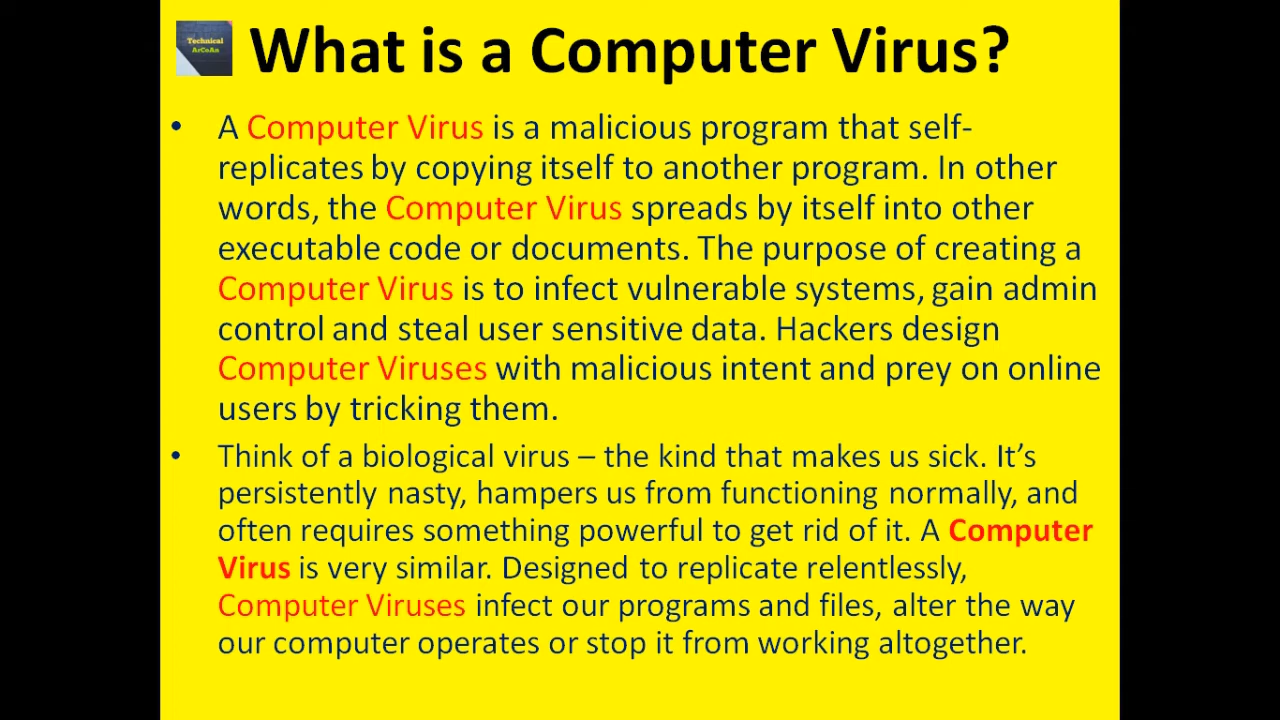 Technical
ArCoAn
What is a Computer Virus?
• A Computer Virus is a malicious program that self-
replicates by copying itself to another program. In other
words, the Computer Virus spreads by itself into other
executable code or documents. The purpose of creating a
Computer Virus is to infect vulnerable systems, gain admin
control and steal user sensitive data. Hackers design
Computer Viruses with malicious intent and prey on online
users by tricking them.
• Think of a biological virus – the kind that makes us sick. It’s
persistently nasty, hampers us from functioning normally, and
often requires something powerful to get rid of it. A Computer
Virus is very similar. Designed to replicate relentlessly,
Computer Viruses infect our programs and files, alter the way
our computer operates or stop it from working altogether.